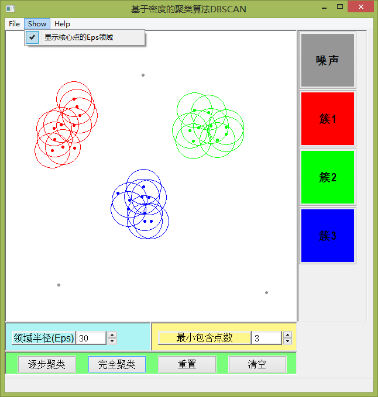 基于密度的聚类算法DBSCAN
File Show Help
显示核心点的Eps领域
噪声
簇1
簇2
簇3
领域半径(Eps) 30
最小包含点数 3
逐步聚类 完全聚类 重置 清空